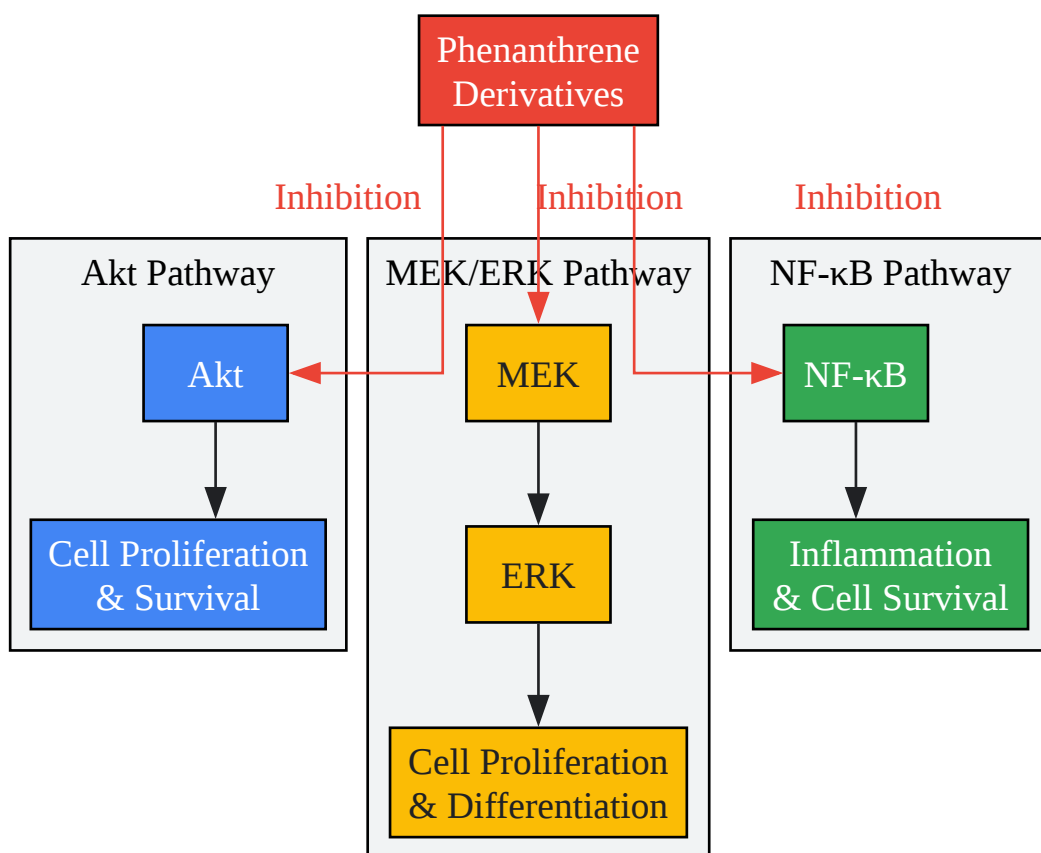 Phenanthrene
Derivatives
Inhibition
Inhibition
Inhibition
Akt Pathway
MEK/ERK Pathway
NF-κB Pathway
Akt
MEK
NF-κB
Cell Proliferation
& Survival
ERK
Inflammation
& Cell Survival
Cell Proliferation
& Differentiation